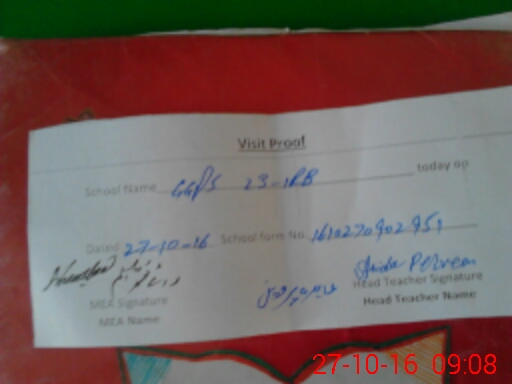 Visit Proof
School Name GGPS 23-1RB today on
Dated 27-10-16 School form No. 1610270902951
Perveen
MEA Signature Head Teacher Signature
MEA Name Head Teacher Name
27-10-16 09:08